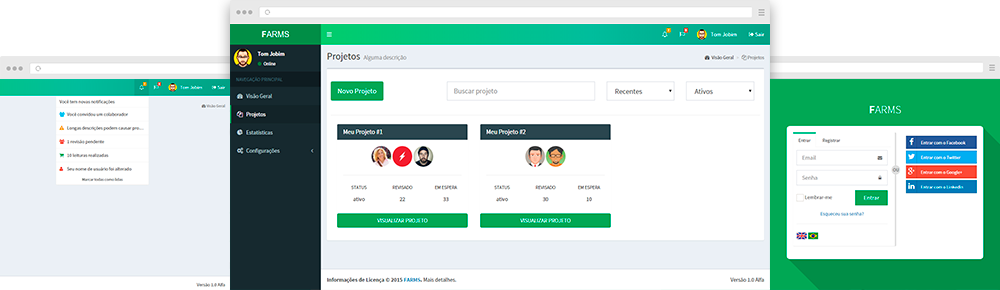 Tom Jobim
Sair
Você tem novas notificações
Visão Geral
Você convidou um colaborador
Longas descrições podem causar pro...
1 revisão pendente
10 leituras realizadas
Seu nome de usuário foi alterado
Marcar todas como lidas
Versão 1.0 Alfa
FARMS
Tom Jobim
Sair
Tom Jobim
Online
NAVEGAÇÃO PRINCIPAL
Visão Geral
Projetos
Estatísticas
Configurações
Projetos Alguma descrição
Visão Geral
Projetos
Novo Projeto
Buscar projeto
Recentes
Ativos
Meu Projeto #1
STATUS REVISADO EM ESPERA
ativo 22 33
VISUALIZAR PROJETO
Meu Projeto #2
STATUS REVISADO EM ESPERA
ativo 30 10
VISUALIZAR PROJETO
Informações de Licença © 2015 FARMS. Mais detalhes.
Versão 1.0 Alfa
FARMS
Entrar Registrar
Email
Senha
Lembrar-me
Entrar
Esqueceu sua senha?
OU
Entrar com o Facebook
Entrar com o Twitter
Entrar com o Google+
Entrar com o LinkedIn